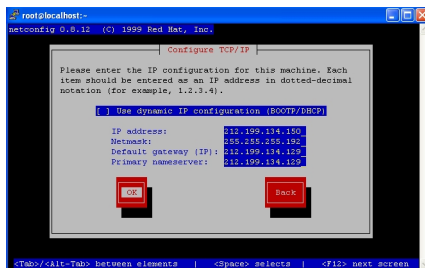 root@localhost:~
netconfig 0.8.12  (C) 1999 Red Hat, Inc.
Configure TCP/IP
Please enter the IP configuration for this machine. Each
item should be entered as an IP address in dotted-decimal
notation (for example, 1.2.3.4).
[ ] Use dynamic IP configuration (BOOTP/DHCP)
IP address: 212.199.134.150_
Netmask: 255.255.255.192_
Default gateway (IP): 212.199.134.129_
Primary nameserver: 212.199.134.129_
OK Back
<Tab>/<Alt-Tab> between elements | <Space> selects | <F12> next screen